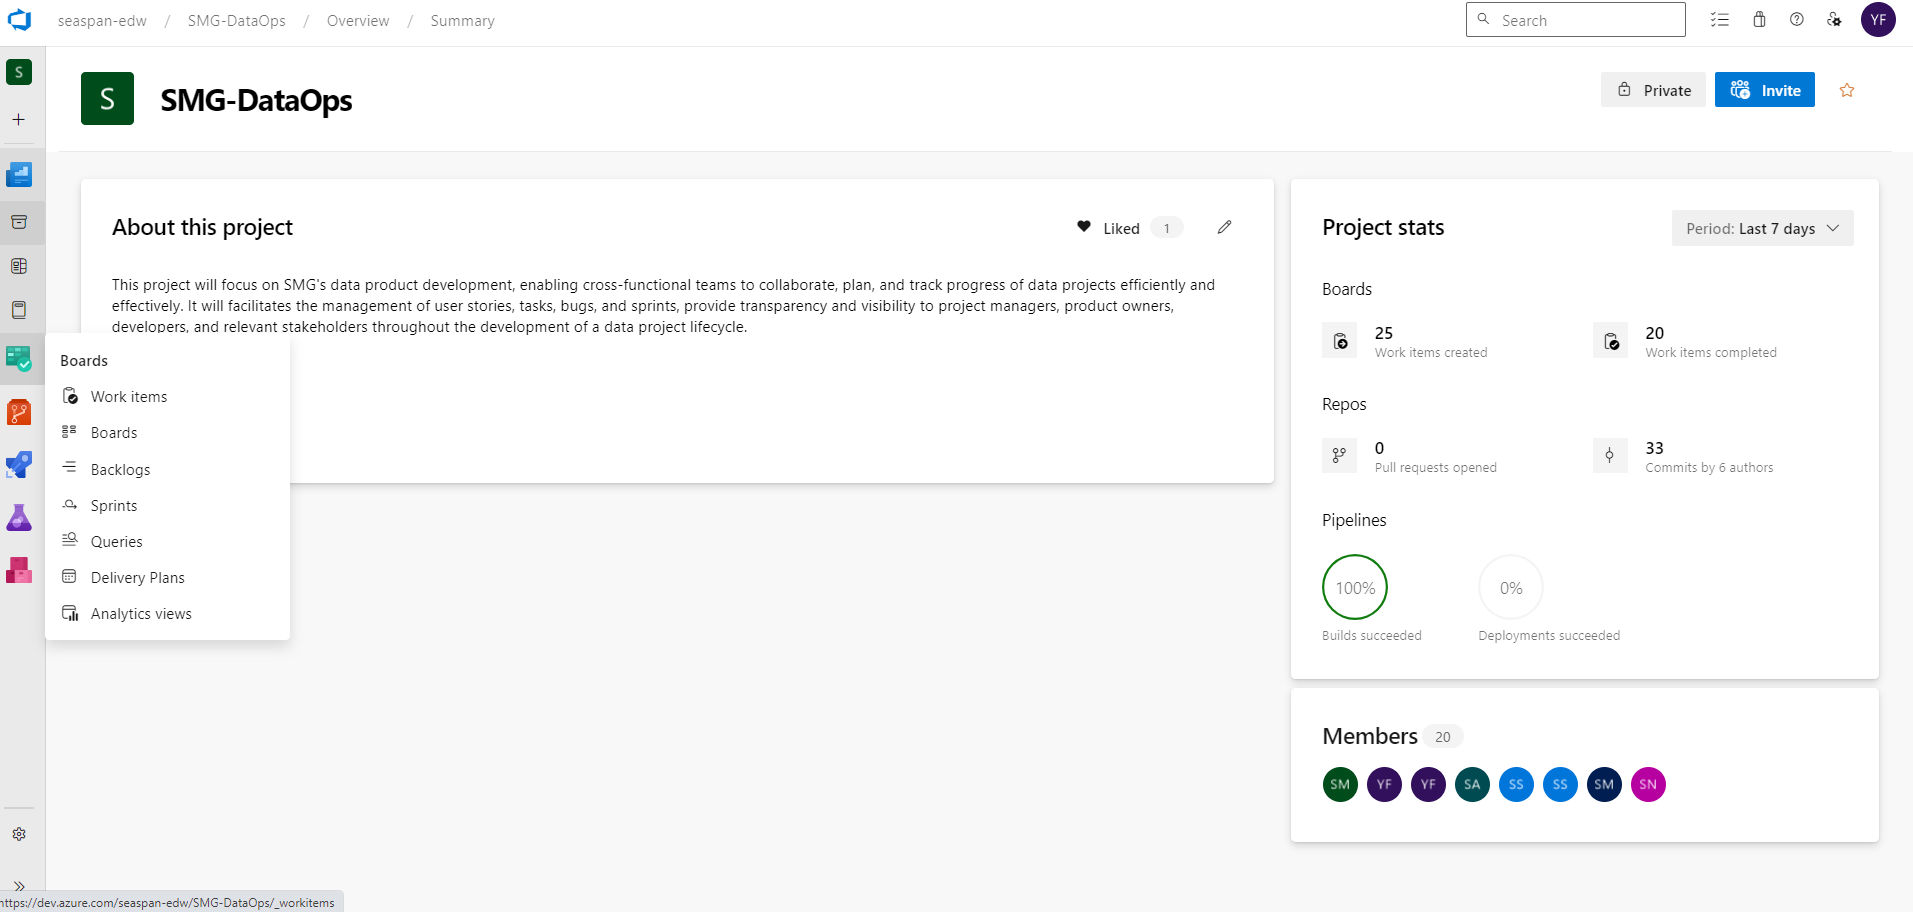 seaspan-edw / SMG-DataOps / Overview / Summary
Search
YF
S
S
SMG-DataOps
Private
Invite
About this project
Liked 1
This project will focus on SMG's data product development, enabling cross-functional teams to collaborate, plan, and track progress of data projects efficiently and
effectively. It will facilitates the management of user stories, tasks, bugs, and sprints, provide transparency and visibility to project managers, product owners,
developers, and relevant stakeholders throughout the development of a data project lifecycle.
Boards
Work items
Boards
Backlogs
Sprints
Queries
Delivery Plans
Analytics views
Project stats
Period: Last 7 days
Boards
25
Work items created
20
Work items completed
Repos
0
Pull requests opened
33
Commits by 6 authors
Pipelines
100%
Builds succeeded
0%
Deployments succeeded
Members 20
SM YF YF SA SS SS SM SN
https://dev.azure.com/seaspan-edw/SMG-DataOps/_workitems